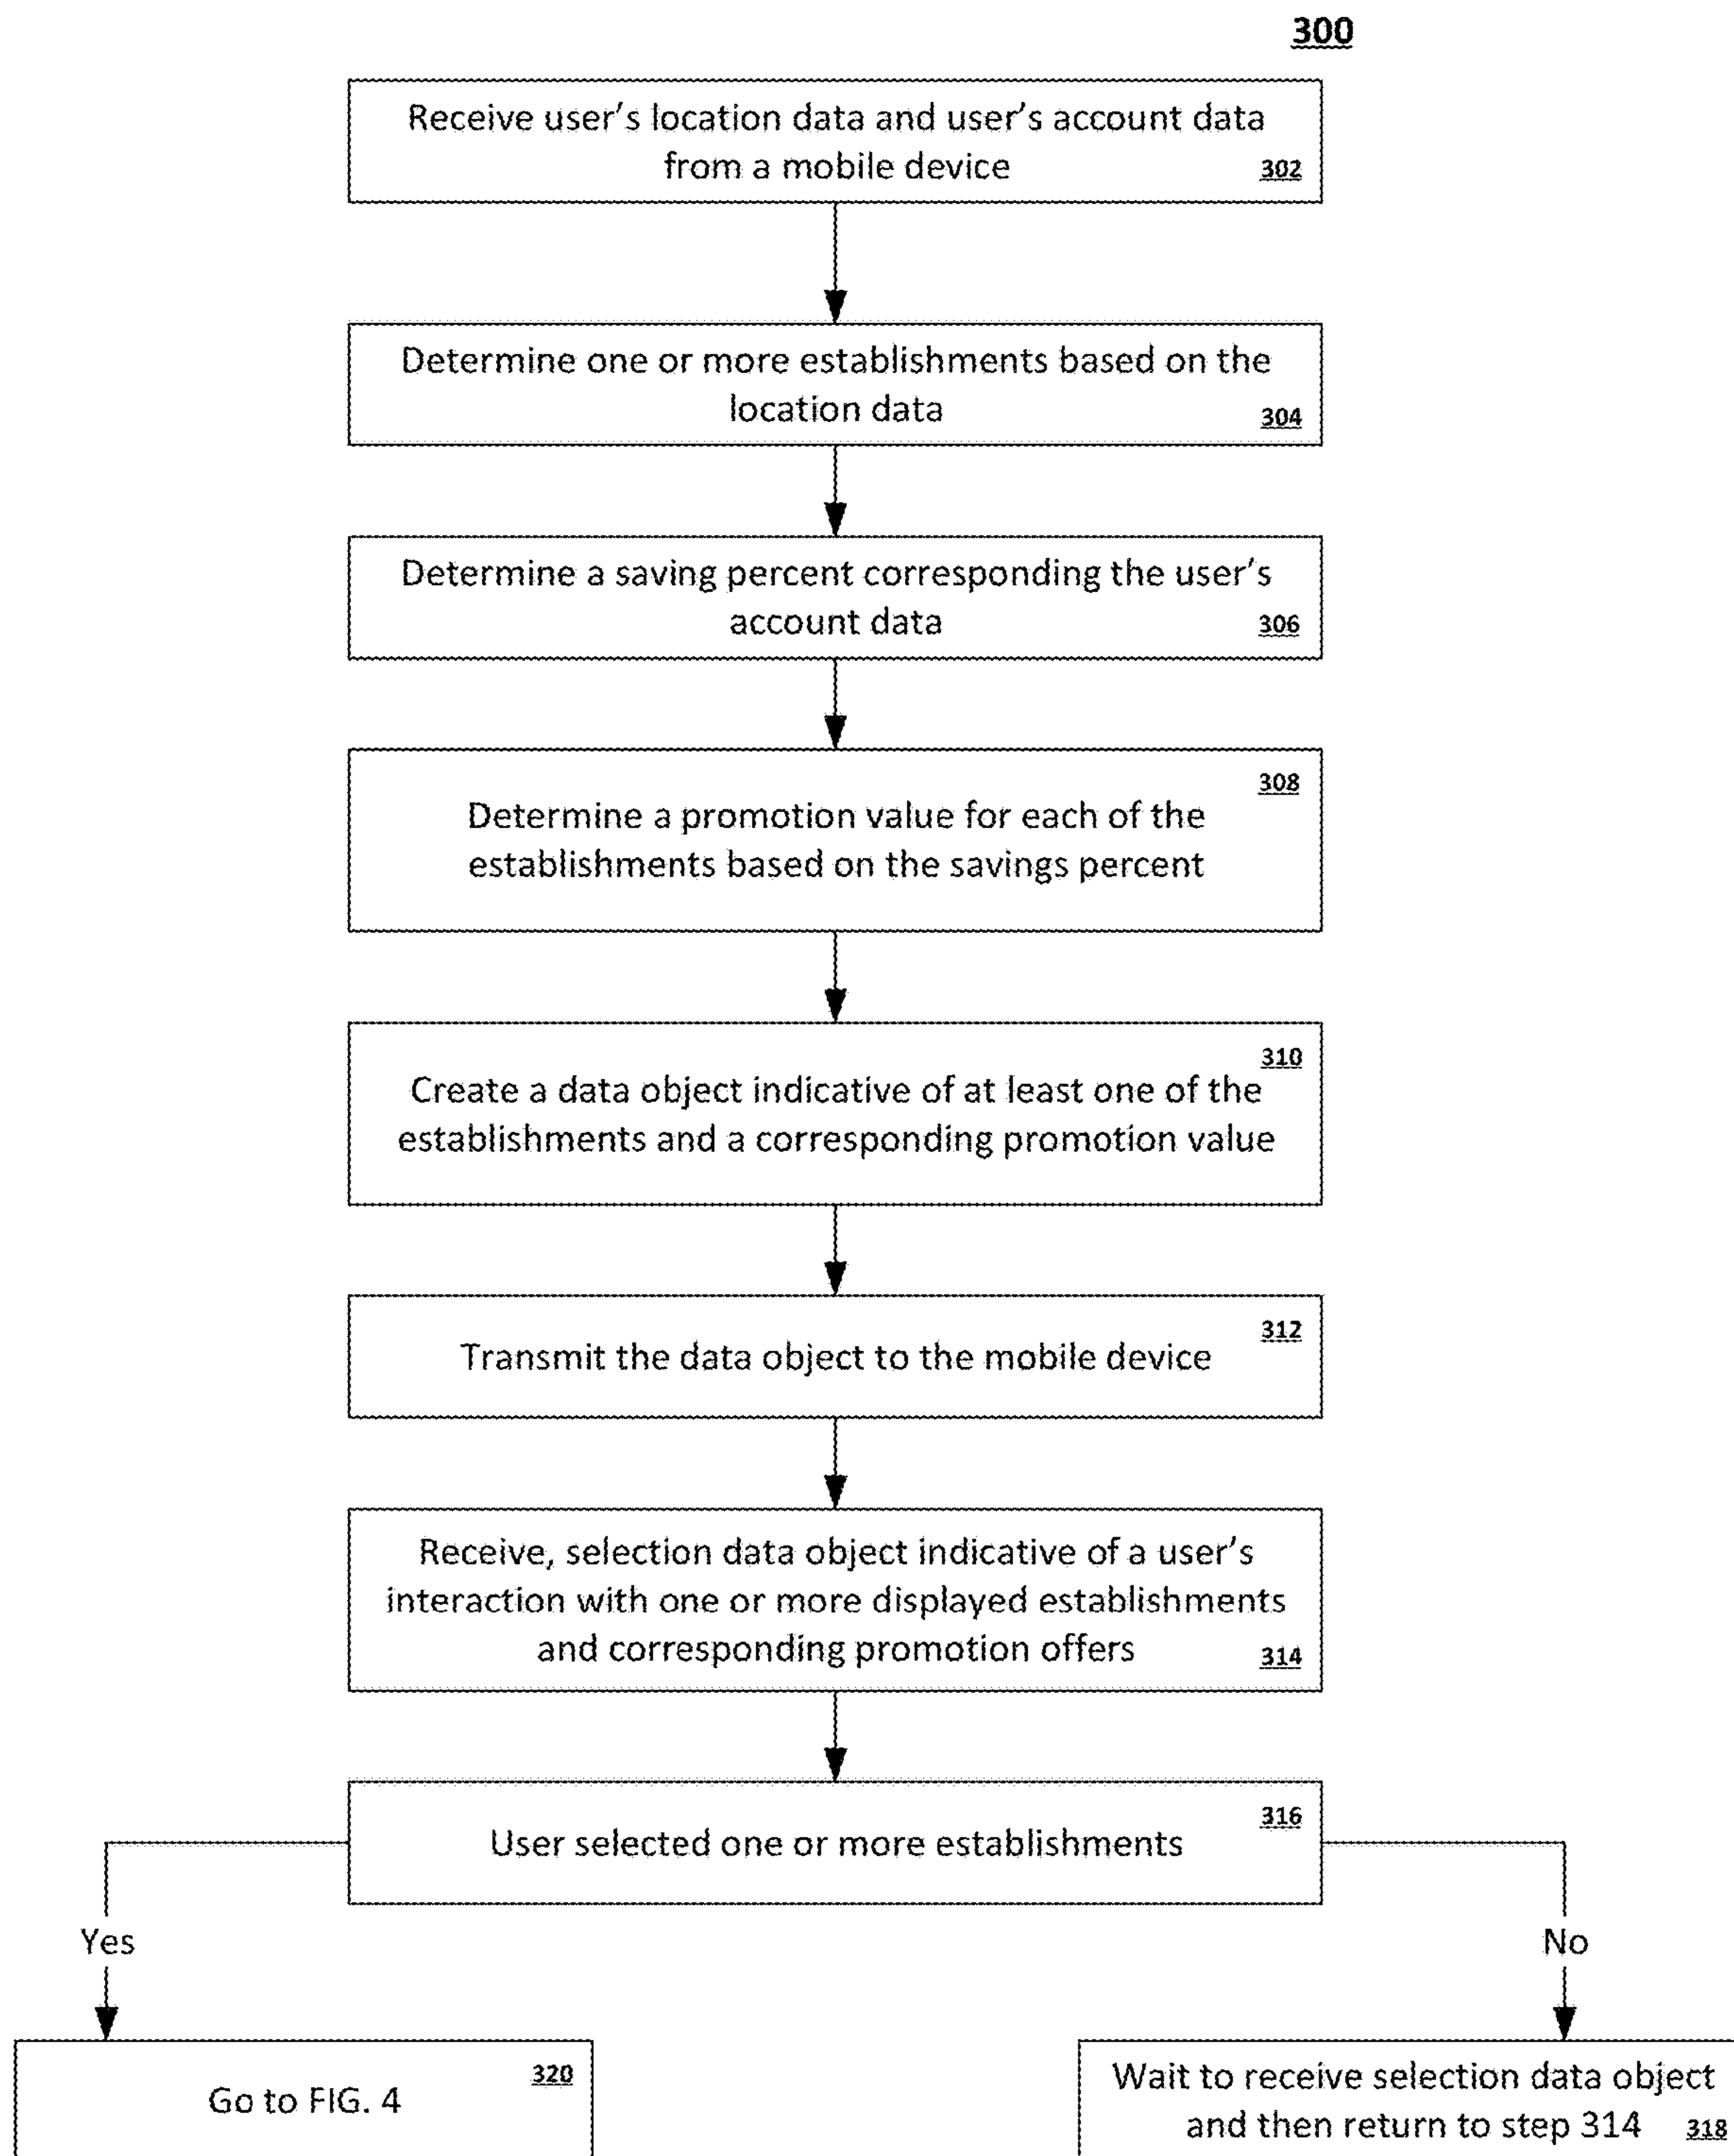 300
Receive user's location data and user's account data
from a mobile device
302
Determine one or more establishments based on the
location data
304
Determine a saving percent corresponding the user's
account data
306
308
Determine a promotion value for each of the
establishments based on the savings percent
310
Create a data object indicative of at least one of the
establishments and a corresponding promotion value
312
Transmit the data object to the mobile device
Receive, selection data object indicative of a user's
interaction with one or more displayed establishments
and corresponding promotion offers
314
316
User selected one or more establishments
Yes
No
320
Go to FIG. 4
Wait to receive selection data object
and then return to step 314
318